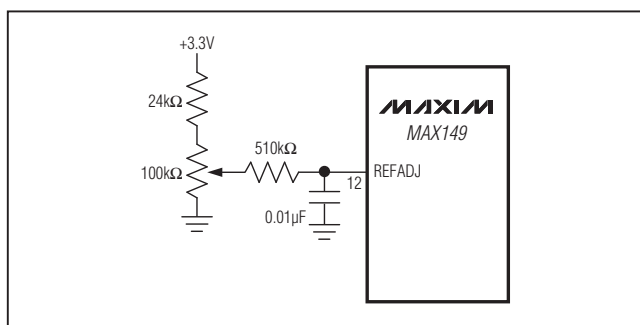 +3.3V
24kΩ
100kΩ
510kΩ
0.01µF
12
REFADJ
MAXIM
MAX149